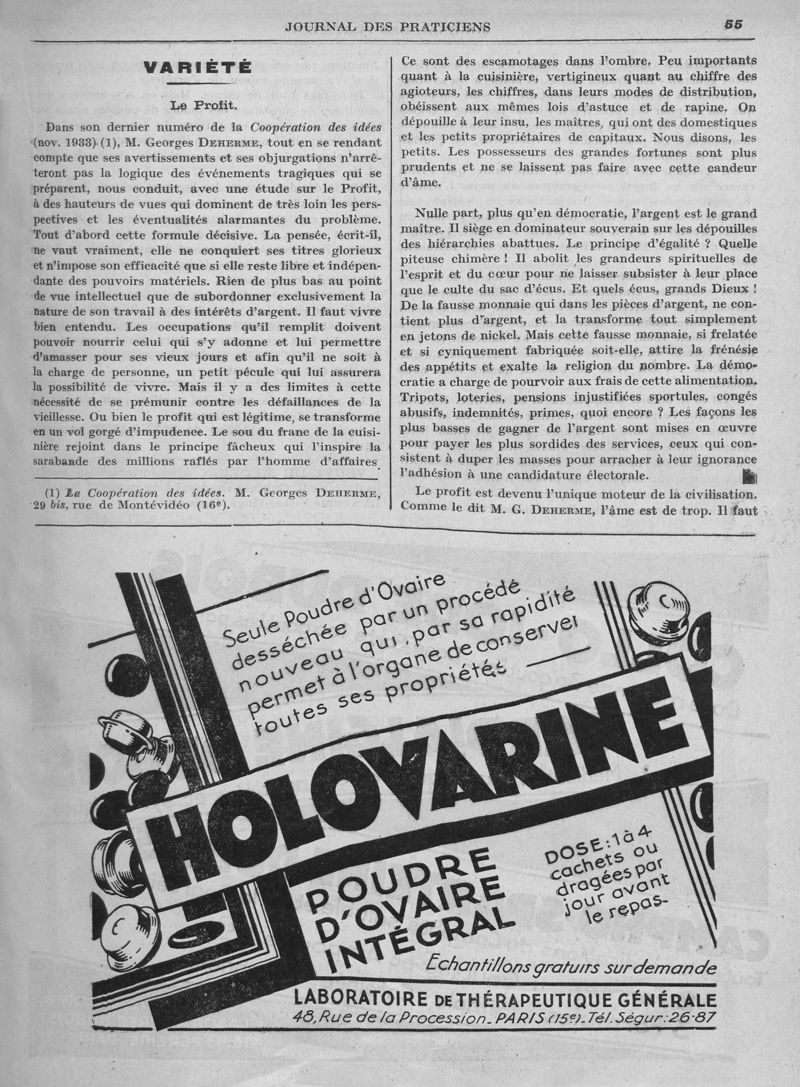 JOURNAL DES PRATICIENS
55
VARIÉTÉ
Le Profit.
Dans son dernier numéro de la Coopération des idées
(nov. 1933) (1), M. Georges DEHERME, tout en se rendant
compte que ses avertissements et ses objurgations n'arrê-
teront pas la logique des événements tragiques qui se
préparent, nous conduit, avec une étude sur le Profit,
à des hauteurs de vues qui dominent de très loin les pers-
pectives et les éventualités alarmantes du problème.
Tout d'abord cette formule décisive. La pensée, écrit-il,
ne vaut vraiment, elle ne conquiert ses titres glorieux
et n'impose son efficacité que si elle reste libre et indépen-
dante des pouvoirs matériels. Rien de plus bas au point
de vue intellectuel que de subordonner exclusivement la
nature de son travail à des intérêts d'argent. Il faut vivre
bien entendu. Les occupations qu'il remplit doivent
pouvoir nourrir celui qui s'y adonne et lui permettre
d'amasser pour ses vieux jours et afin qu'il ne soit à
la charge de personne, un petit pécule qui lui assurera
la possibilité de vivre. Mais il y a des limites à cette
nécessité de se prémunir contre les défaillances de la
vieillesse. Ou bien le profit qui est légitime, se transforme
en un vol gorgé d'impudence. Le sou du franc de la cuisi-
nière rejoint dans le principe fâcheux qui l'inspire la
sarabande des millions raflés par l'homme d'affaires
(1) La Coopération des idées. M. Georges DEHERME,
29 bis, rue de Montévidéo (16e).
Ce sont des escamotages dans l'ombre. Peu importants
quant à la cuisinière, vertigineux quant au chiffre des
agioteurs, les chiffres, dans leurs modes de distribution,
obéissent aux mêmes lois d'astuce et de rapine. On
dépouille à leur insu, les maîtres, qui ont des domestiques
et les petits propriétaires de capitaux. Nous disons, les
petits. Les possesseurs des grandes fortunes sont plus
prudents et ne se laissent pas faire avec cette candeur
d'âme.
Nulle part, plus qu'en démocratie, l'argent est le grand
maître. Il siège en dominateur souverain sur les dépouilles
des hiérarchies abattues. Le principe d'égalité ? Quelle
piteuse chimère ! Il abolit les grandeurs spirituelles de
l'esprit et du cœur pour ne laisser subsister à leur place
que le culte du sac d'écus. Et quels écus, grands Dieux !
De la fausse monnaie qui dans les pièces d'argent, ne con-
tient plus d'argent, et la transforme tout simplement
en jetons de nickel. Mais cette fausse monnaie, si frelatée
et si cyniquement fabriquée soit-elle, attire la frénésie
des appétits et exalte la religion du nombre. La démo-
cratie a charge de pourvoir aux frais de cette alimentation.
Tripots, loteries, pensions injustifiées sportules, congés
abusifs, indemnités, primes, quoi encore ? Les façons les
plus basses de gagner de l'argent sont mises en œuvre
pour payer les plus sordides des services, ceux qui con-
sistent à duper les masses pour arracher à leur ignorance
l'adhésion à une candidature électorale.
Le profit est devenu l'unique moteur de la civilisation.
Comme le dit M. G. DEHERME, l'âme est de trop. Il faut
Seule Poudre d'Ovaire
desséchée par un procédé
nouveau qui, par sa rapidité
permet à l'organe de conserver
toutes ses propriétés
HOLOVARINE
POUDRE
D'OVAIRE
INTÉGRAL
DOSE: 1 à 4
cachets ou
dragées par
jour avant
le repas-
Echantillons gratuits sur demande
LABORATOIRE DE THÉRAPEUTIQUE GÉNÉRALE
48, Rue de la Procession_ PARIS (15e)_ Tél. Ségur: 26-87